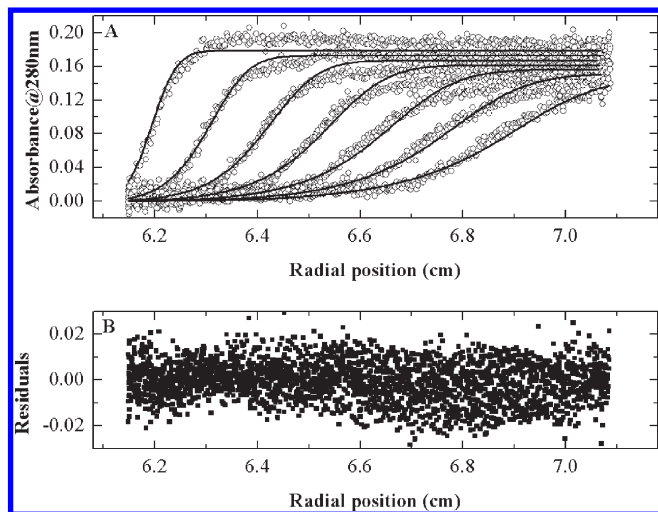 A
0.20
0.16
0.12
0.08
0.04
0.00
Absorbance@280nm
6.2 6.4 6.6 6.8 7.0
Radial position (cm)
B
0.02
0.00
-0.02
Residuals
6.2 6.4 6.6 6.8 7.0
Radial position (cm)